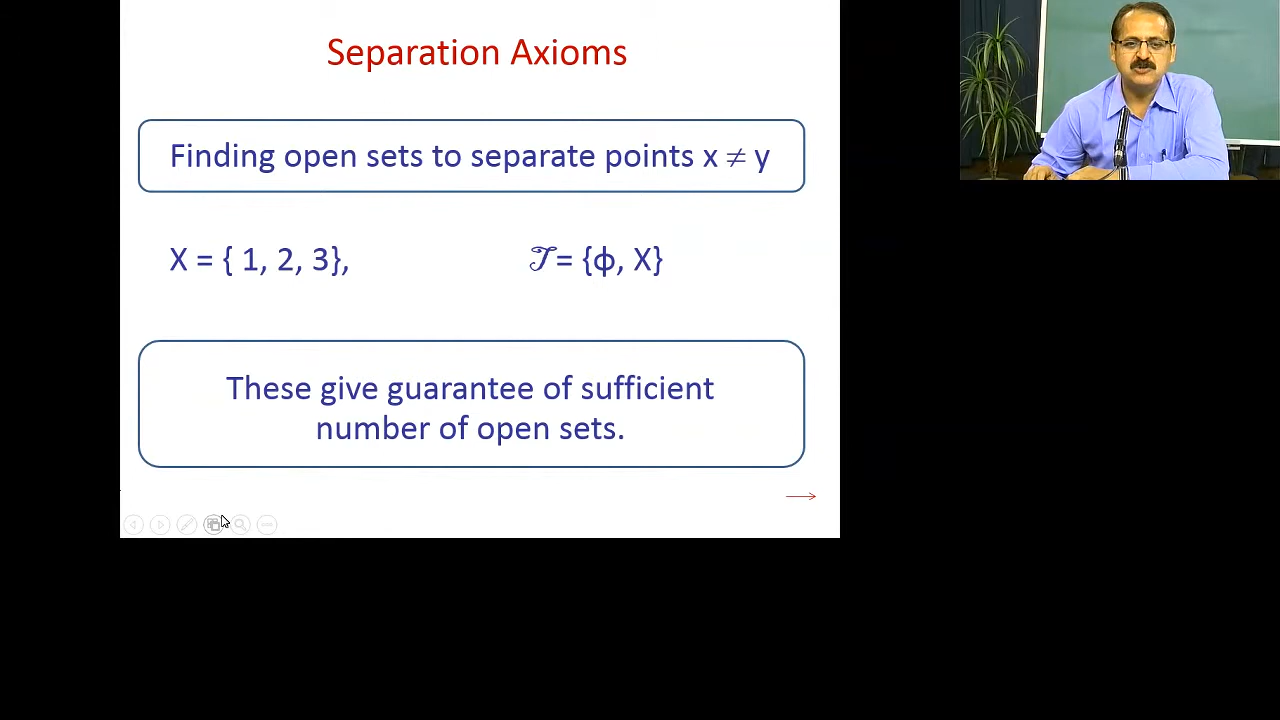 Separation Axioms
Finding open sets to separate points x ≠ y
X = { 1, 2, 3}, 𝒯 = {ϕ, X}
These give guarantee of sufficient
number of open sets.